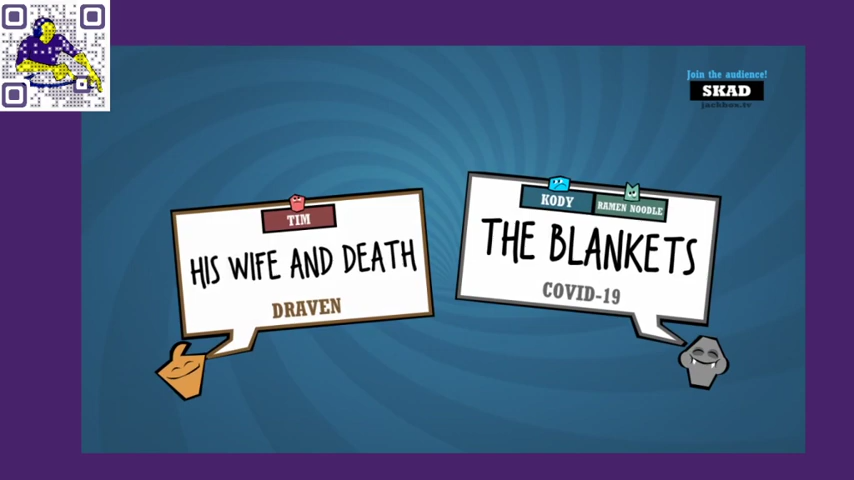 Join the audience!
SKAD
jackbox.tv
TIM
HIS WIFE AND DEATH
DRAVEN
KODY
RAMEN NOODLE
THE BLANKETS
COVID-19